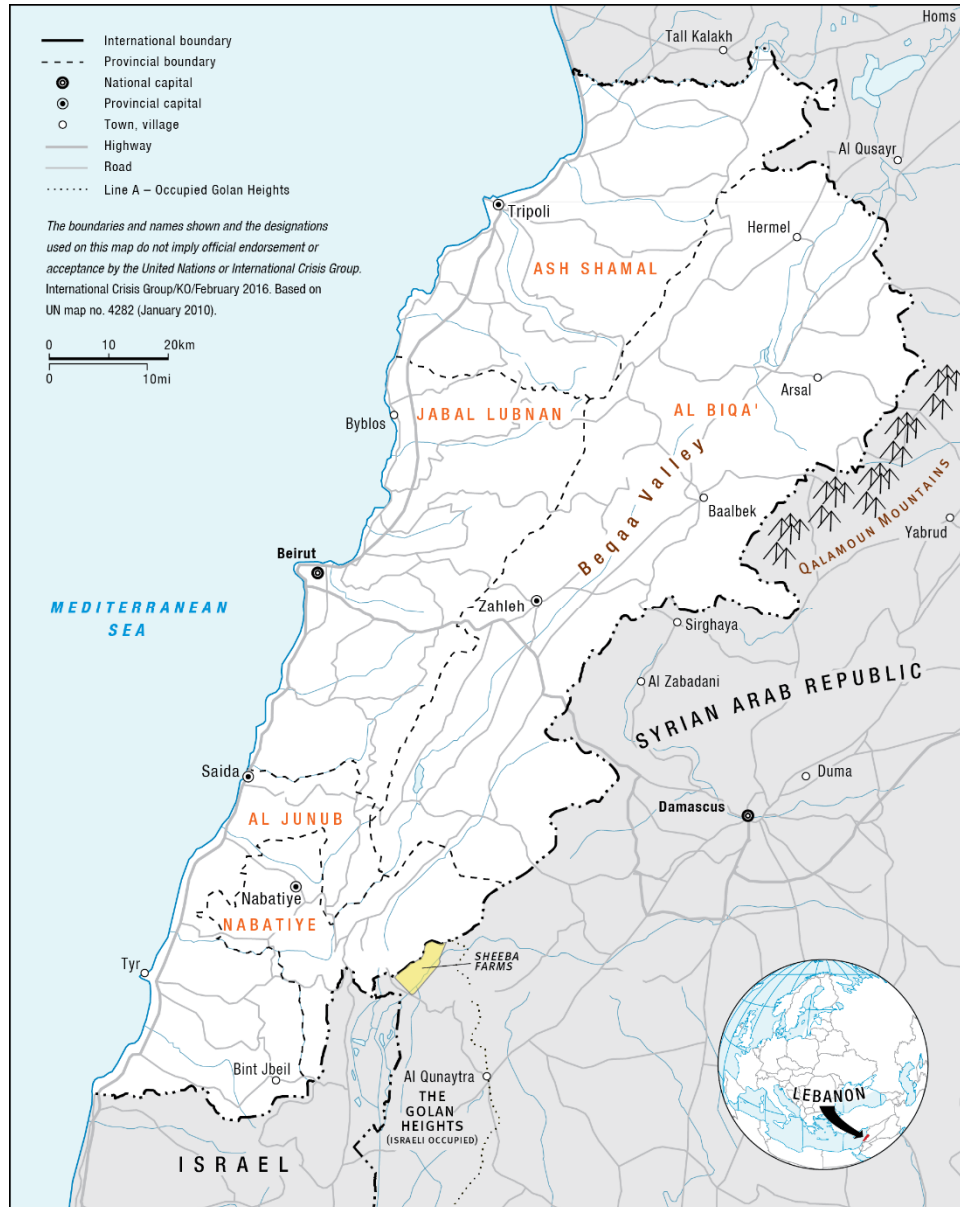 International boundary
Provincial boundary
National capital
Provincial capital
Town, village
Highway
Road
Line A – Occupied Golan Heights
The boundaries and names shown and the designations
used on this map do not imply official endorsement or
acceptance by the United Nations or International Crisis Group.
International Crisis Group/KO/February 2016. Based on
UN map no. 4282 (January 2010).
0 10 20km
0 10mi
Homs
Tall Kalakh
Al Qusayr
Tripoli
Hermel
ASH SHAMAL
Arsal
JABAL LUBNAN
AL BIQA'
Byblos
Beqaa Valley
Baalbek
QALAMOUN MOUNTAINS
Yabrud
Beirut
MEDITERRANEAN
SEA
Zahleh
Sirghaya
Al Zabadani
SYRIAN ARAB REPUBLIC
Saida
Duma
Damascus
AL JUNUB
Nabatiye
NABATIYE
SHEEBA
FARMS
Tyr
Bint Jbeil
Al Qunaytra
THE
GOLAN
HEIGHTS
(ISRAELI OCCUPIED)
ISRAEL
LEBANON